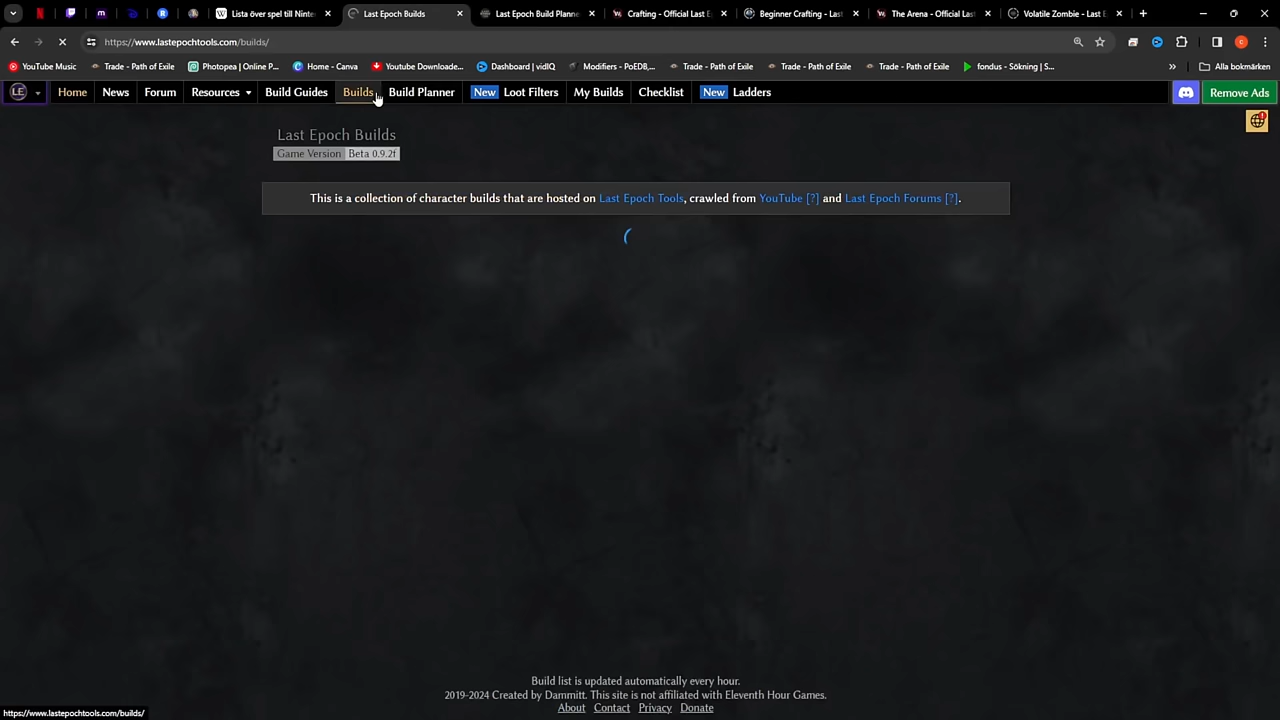 Lista över spel till Ninte
Last Epoch Builds
Last Epoch Build Planne
Crafting - Official Last E
Beginner Crafting - Last
The Arena - Official Last
Volatile Zombie - Last E
https://www.lastepochtools.com/builds/
YouTube Music
Trade - Path of Exile
Photopea | Online P...
Home - Canva
Youtube Downloade...
Dashboard | vidIQ
Modifiers - PoEDB,...
Trade - Path of Exile
Trade - Path of Exile
Trade - Path of Exile
fondus - Sökning | S...
»
Alla bokmärken
LE
Home
News
Forum
Resources
Build Guides
Builds
Build Planner
New Loot Filters
My Builds
Checklist
New Ladders
Remove Ads
Last Epoch Builds
Game Version Beta 0.9.2f
This is a collection of character builds that are hosted on Last Epoch Tools, crawled from YouTube [?] and Last Epoch Forums [?].
Build list is updated automatically every hour.
2019-2024 Created by Dammitt. This site is not affiliated with Eleventh Hour Games.
About Contact Privacy Donate
https://www.lastepochtools.com/builds/